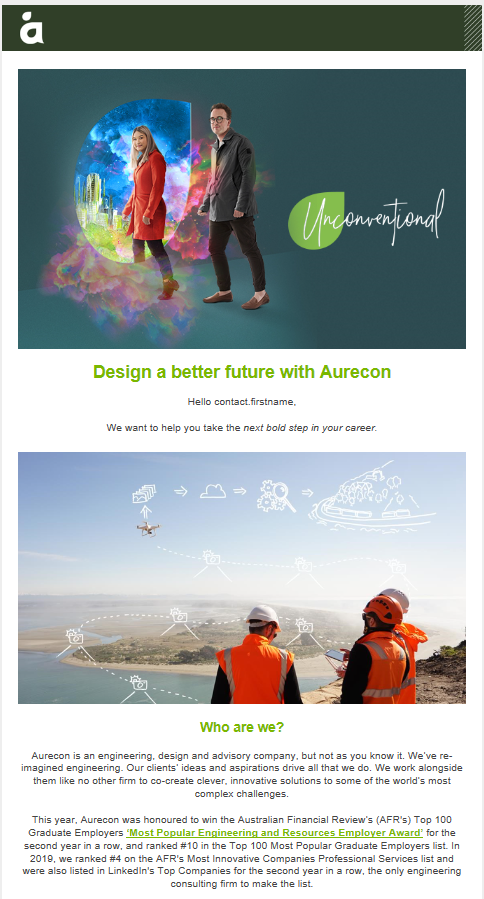 a
Unconventional
Design a better future with Aurecon
Hello contact.firstname,
We want to help you take the next bold step in your career.
Who are we?
Aurecon is an engineering, design and advisory company, but not as you know it. We've re-
imagined engineering. Our clients' ideas and aspirations drive all that we do. We work alongside
them like no other firm to co-create clever, innovative solutions to some of the world's most
complex challenges.
This year, Aurecon was honoured to win the Australian Financial Review's (AFR's) Top 100
Graduate Employers 'Most Popular Engineering and Resources Employer Award' for the
second year in a row, and ranked #10 in the Top 100 Most Popular Graduate Employers list. In
2019, we ranked #4 on the AFR's Most Innovative Companies Professional Services list and
were also listed in LinkedIn's Top Companies for the second year in a row, the only engineering
consulting firm to make the list.